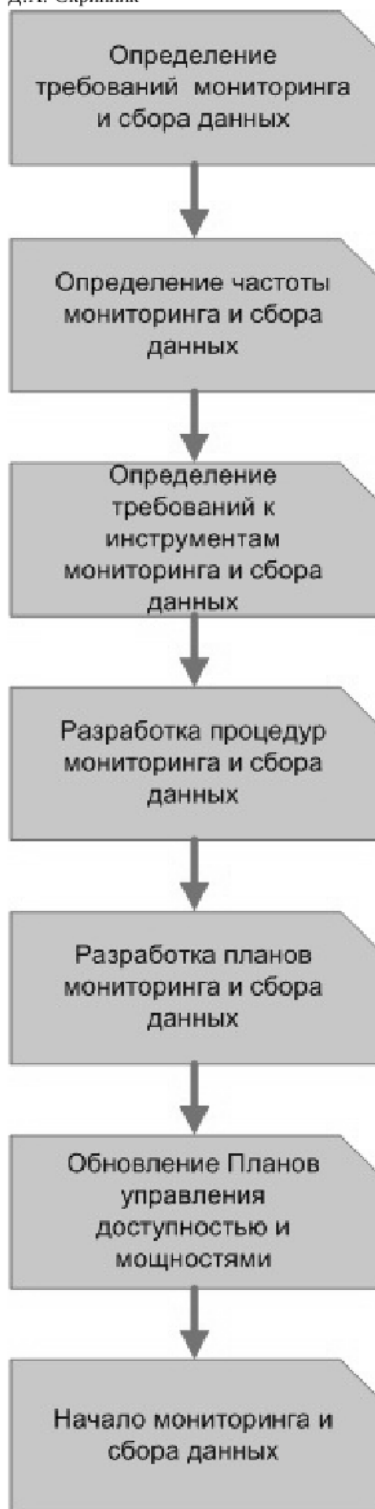 Определение
требований мониторинга
и сбора данных
Определение частоты
мониторинга и сбора
данных
Определение
требований к
инструментам
мониторинга и сбора
данных
Разработка процедур
мониторинга и сбора
данных
Разработка планов
мониторинга и сбора
данных
Обновление Планов
управления
доступностью и
мощностями
Начало мониторинга и
сбора данных